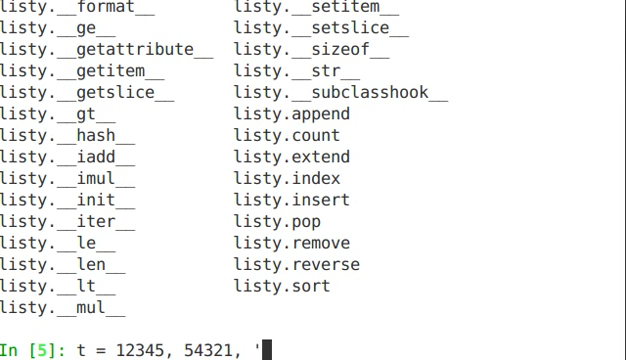 listy.__format__ listy.__setitem__
listy.__ge__ listy.__setslice__
listy.__getattribute__ listy.__sizeof__
listy.__getitem__ listy.__str__
listy.__getslice__ listy.__subclasshook__
listy.__gt__ listy.append
listy.__hash__ listy.count
listy.__iadd__ listy.extend
listy.__imul__ listy.index
listy.__init__ listy.insert
listy.__iter__ listy.pop
listy.__le__ listy.remove
listy.__len__ listy.reverse
listy.__lt__ listy.sort
listy.__mul__
In [5]: t = 12345, 54321, '